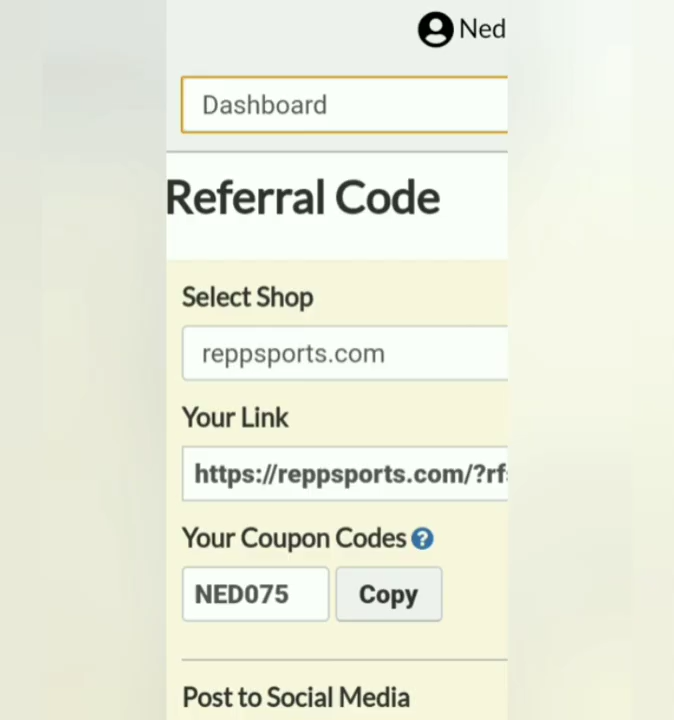 Ned
Dashboard
Referral Code
Select Shop
reppsports.com
Your Link
https://reppsports.com/?rf
Your Coupon Codes ?
NED075 Copy
Post to Social Media